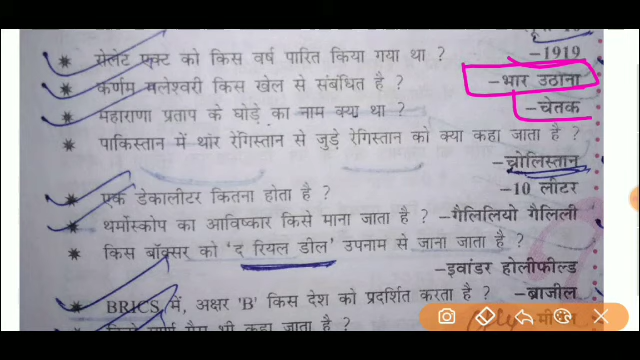 * रोलेट एक्ट को किस वर्ष पारित किया गया था ? -1919
* कर्णम मलेश्वरी किस खेल से संबंधित है ? -भार उठाना
* महाराणा प्रताप के घोड़े का नाम क्या था ? -चेतक
* पाकिस्तान में थार रेगिस्तान से जुड़े रेगिस्तान को क्या कहा जाता है ?
-चोलिस्तान
* एक डेकालीटर कितना होता है ? -10 लीटर
* थर्मोस्कोप का आविष्कार किसे माना जाता है ? -गैलिलियो गैलिली
* किस बॉक्सर को 'द रियल डील' उपनाम से जाना जाता है ?
-इवांडर होलीफील्ड
* BRICS में, अक्षर 'B' किस देश को प्रदर्शित करता है ? -ब्राजील
भी कहा जाता है ?